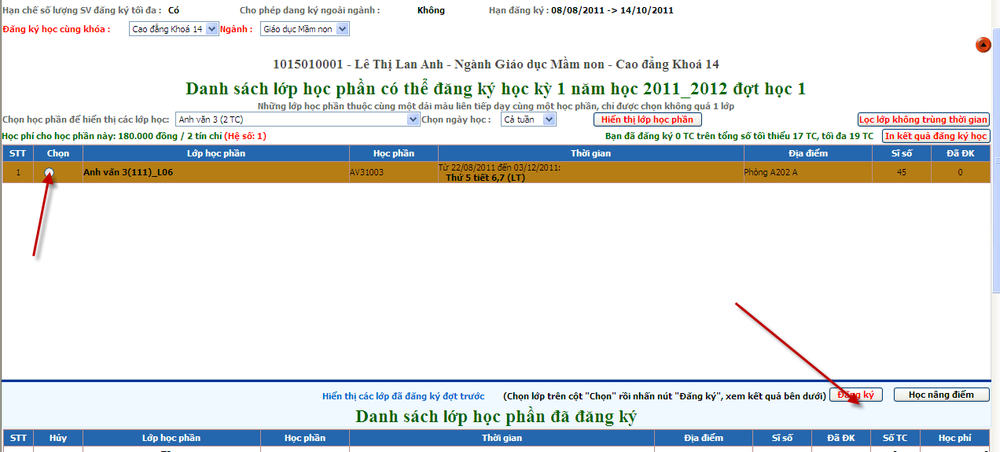 Hạn chế số lượng SV đăng ký tối đa : Có Cho phép dang ký ngoài ngành : Không Hạn đăng ký : 08/08/2011 -> 14/10/2011
Đăng ký học cùng khóa : Cao đẳng Khoá 14 Ngành : Giáo dục Mầm non
1015010001 - Lê Thị Lan Anh - Ngành Giáo dục Mầm non - Cao đẳng Khoá 14
Danh sách lớp học phần có thể đăng ký học kỳ 1 năm học 2011_2012 đợt học 1
Những lớp học phần thuộc cùng một dải màu liên tiếp dạy cùng một học phần, chỉ được chọn không quá 1 lớp
Chọn học phần để hiển thị các lớp học: Anh văn 3 (2 TC) Chọn ngày học : Cả tuần Hiển thị lớp học phần Lọc lớp không trùng thời gian
Học phí cho học phần này: 180.000 đồng / 2 tín chỉ (Hệ số: 1) Bạn đã đăng ký 0 TC trên tổng số tối thiểu 17 TC, tối đa 19 TC In kết quả đăng ký học
STT Chọn Lớp học phần Học phần Thời gian Địa điểm Sĩ số Đã ĐK
1 Anh văn 3(111)_L06 AV31003 Từ 22/08/2011 đến 03/12/2011: Phòng A202 A 45 0
Thứ 5 tiết 6,7 (LT)
Hiển thị các lớp đã đăng ký đợt trước (Chọn lớp trên cột "Chọn" rồi nhấn nút "Đăng ký", xem kết quả bên dưới) Đăng ký Học nâng điểm
Danh sách lớp học phần đã đăng ký
STT Hủy Lớp học phần Học phần Thời gian Địa điểm Sĩ số Đã ĐK Số TC Học phí